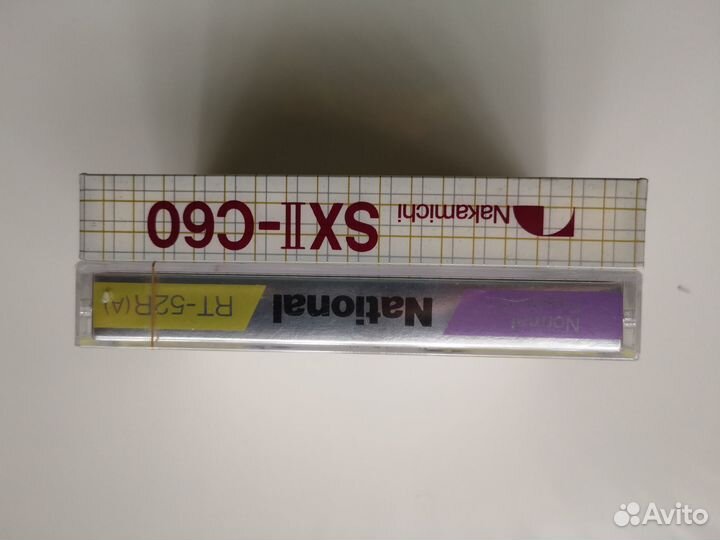 Nakamichi SXII-C60
Normal National RT-52R(A)
Avito